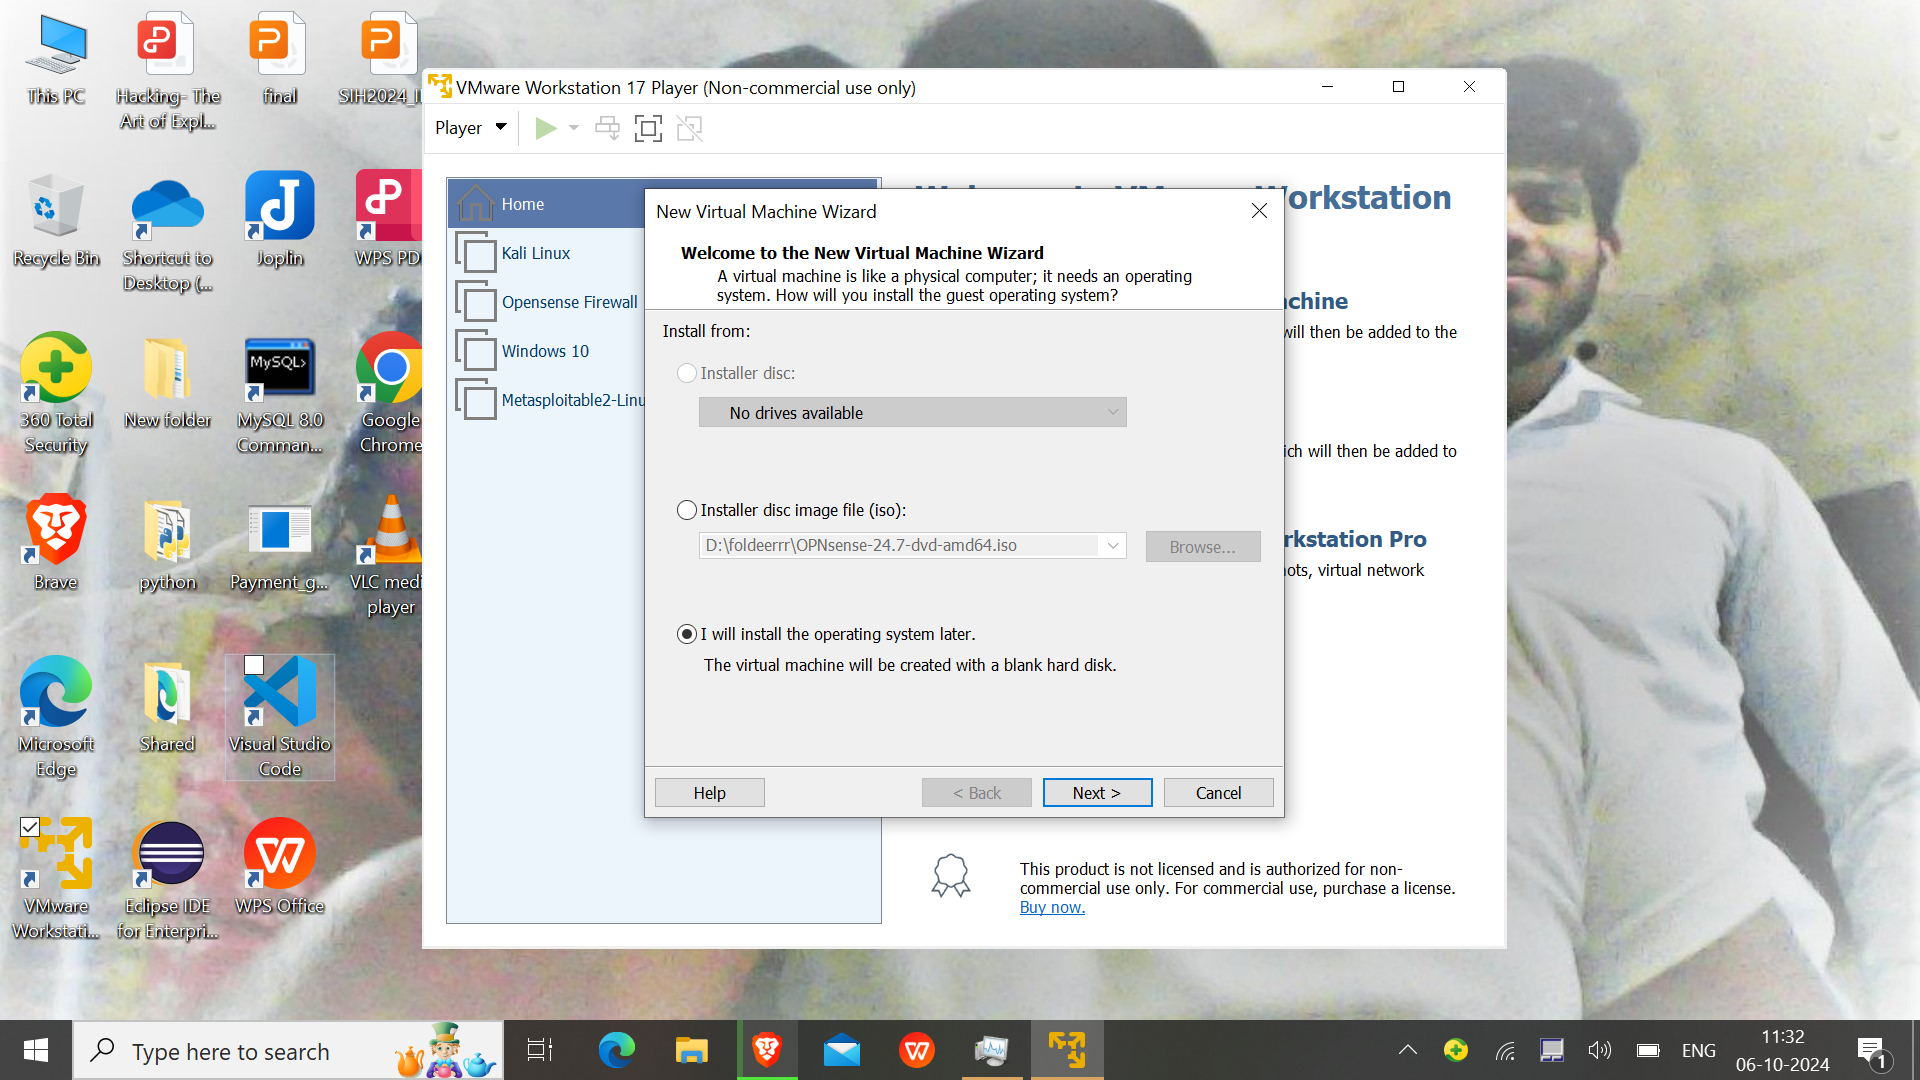 This PC
Hacking- The
Art of Expl...
final
Recycle Bin
Shortcut to
Desktop (...
Joplin
360 Total
Security
New folder
MySQL>
MySQL 8.0
Comman...
Google
Chrome
Brave
python
Payment_g...
VLC medi
player
Microsoft
Edge
Shared
Visual Studio
Code
VMware
Workstati...
Eclipse IDE
for Enterpri...
WPS Office
VMware Workstation 17 Player (Non-commercial use only)
Player
Home
Kali Linux
Opensense Firewall
Windows 10
Metasploitable2-Linu
New Virtual Machine Wizard
Welcome to the New Virtual Machine Wizard
A virtual machine is like a physical computer; it needs an operating
system. How will you install the guest operating system?
Install from:
Installer disc:
No drives available
Installer disc image file (iso):
D:\foldeerrr\OPNsense-24.7-dvd-amd64.iso
Browse...
I will install the operating system later.
The virtual machine will be created with a blank hard disk.
Help
< Back
Next >
Cancel
orkstation
achine
will then be added to the
ich will then be added to
rkstation Pro
ots, virtual network
This product is not licensed and is authorized for non-
commercial use only. For commercial use, purchase a license.
Buy now.
Type here to search
ENG
11:32
06-10-2024
1